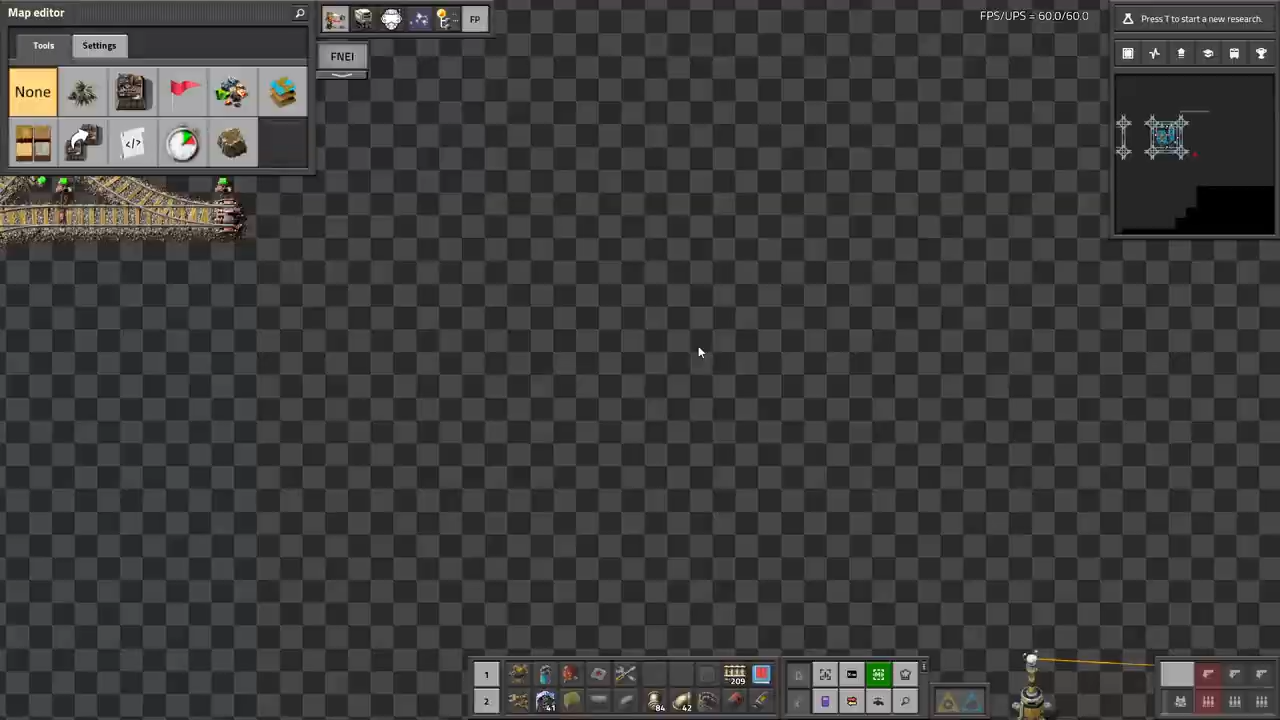 Map editor
Tools
Settings
None
</>
FP
FNEI
FPS/UPS = 60.0/60.0
Press T to start a new research.
1
209
2
41
84
42